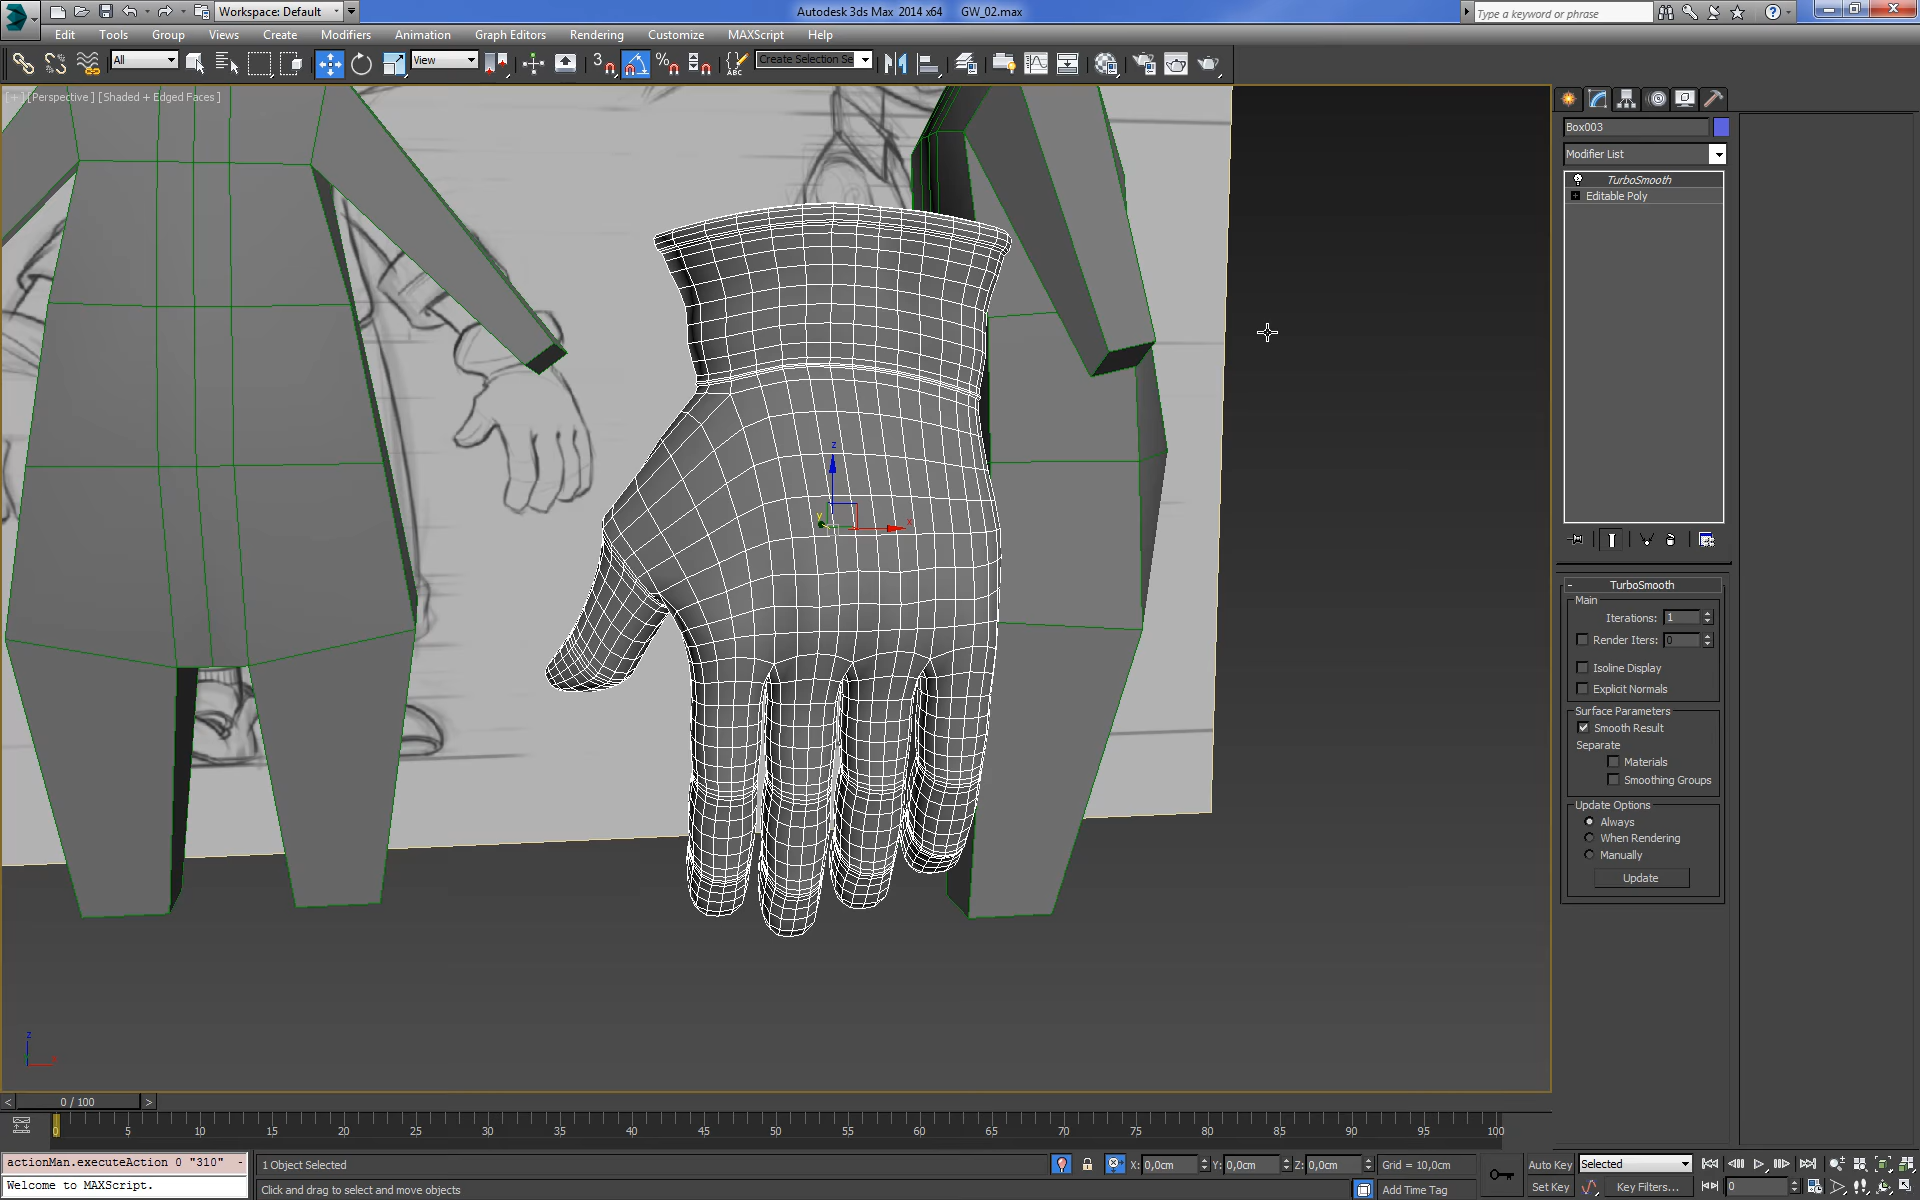 Workspace: Default
Autodesk 3ds Max 2014 x64 GW_02.max
Type a keyword or phrase
Edit Tools Group Views Create Modifiers Animation Graph Editors Rendering Customize MAXScript Help
All
View
3
%
ABC
Create Selection Se
[+] [Perspective] [Shaded + Edged Faces]
Box003
Modifier List
TurboSmooth
Editable Poly
z
y
x
- TurboSmooth
Main
Iterations: 1
Render Iters: 0
Isoline Display
Explicit Normals
Surface Parameters
Smooth Result
Separate
Materials
Smoothing Groups
Update Options
Always
When Rendering
Manually
Update
z
x
< 0 / 100 >
0 5 10 15 20 25 30 35 40 45 50 55 60 65 70 75 80 85 90 95 100
actionMan.executeAction 0 "310" -
1 Object Selected
X: 0,0cm Y: 0,0cm Z: 0,0cm
Grid = 10,0cm
Auto Key
Selected
Welcome to MAXScript.
Click and drag to select and move objects
Add Time Tag
Set Key
Key Filters...
0